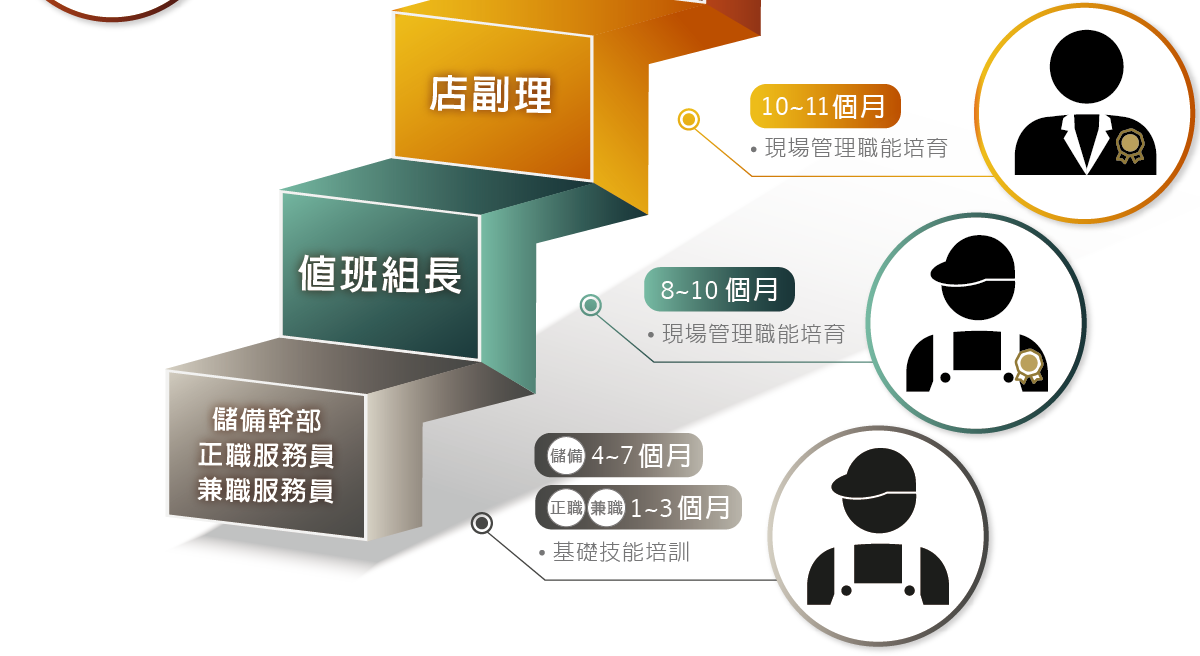 店副理
10~11個月
• 現場管理職能培育
值班組長
8~10 個月
• 現場管理職能培育
儲備幹部
正職服務員
兼職服務員
儲備 4~7 個月
正職 兼職 1~3 個月
• 基礎技能培訓